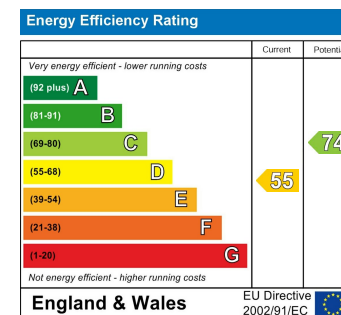 Energy Efficiency Rating
Current
Very energy efficient - lower running costs
(92 plus) A
(81-91) B
(69-80) C
74
(55-68) D
55
(39-54) E
(21-38) F
(1-20) G
Not energy efficient - higher running costs
England & Wales
EU Directive
2002/91/EC